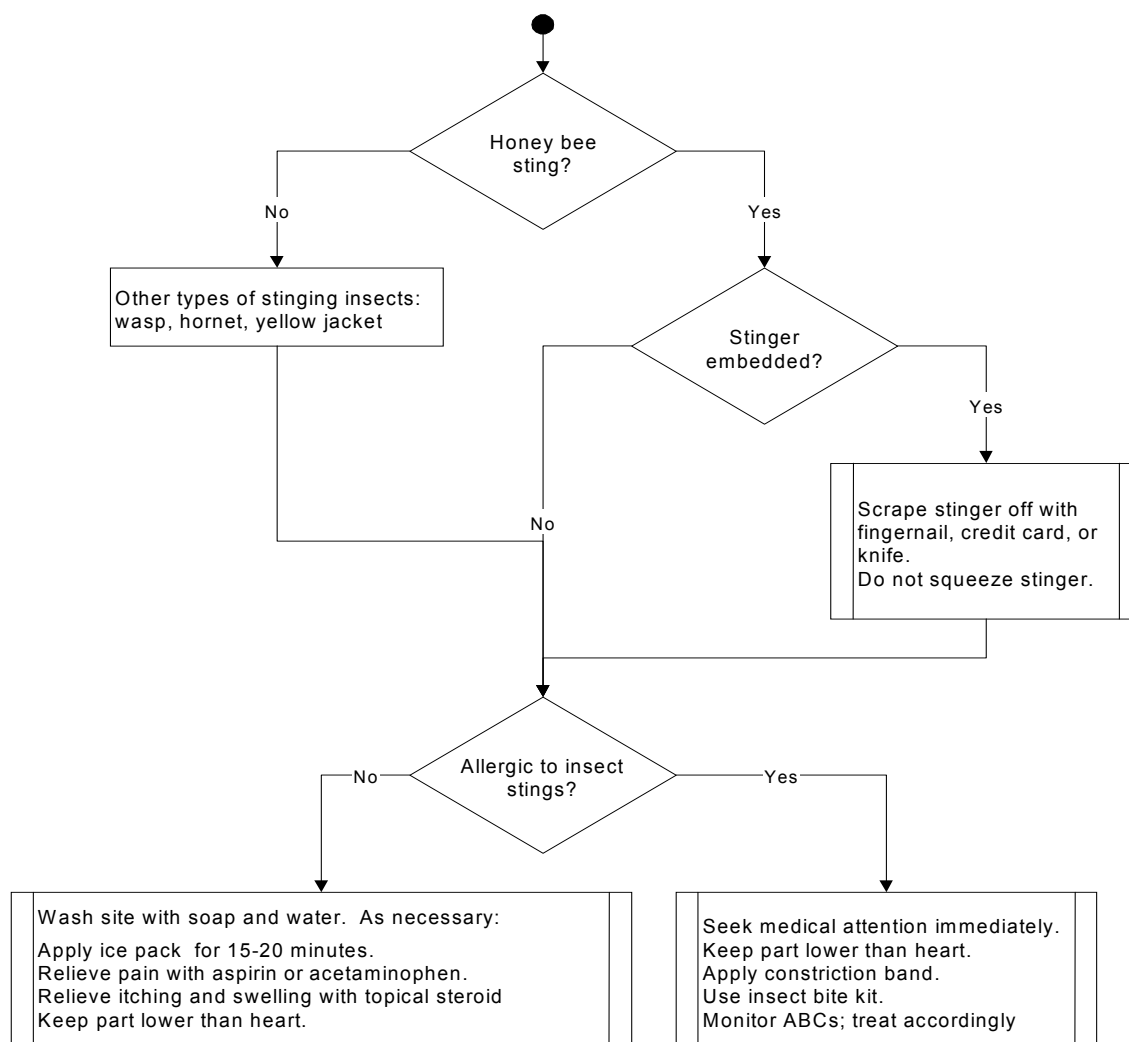 Honey bee
sting?
No
Yes
Other types of stinging insects:
wasp, hornet, yellow jacket
Stinger
embedded?
Yes
No
Scrape stinger off with
fingernail, credit card, or
knife.
Do not squeeze stinger.
Allergic to insect
stings?
No
Yes
Wash site with soap and water.  As necessary:
Apply ice pack  for 15-20 minutes.
Relieve pain with aspirin or acetaminophen.
Relieve itching and swelling with topical steroid
Keep part lower than heart.
Seek medical attention immediately.
Keep part lower than heart.
Apply constriction band.
Use insect bite kit.
Monitor ABCs; treat accordingly